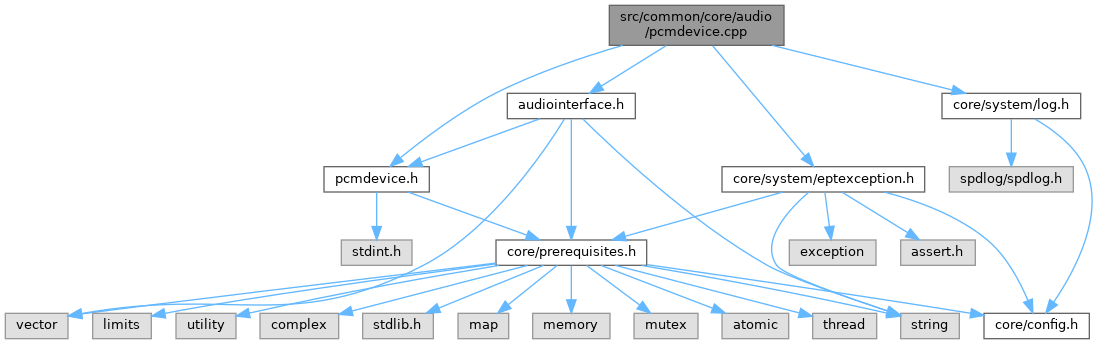 src/common/core/audio
/pcmdevice.cpp
audiointerface.h
core/system/log.h
pcmdevice.h
core/system/eptexception.h
spdlog/spdlog.h
stdint.h
core/prerequisites.h
exception
assert.h
vector
limits
utility
complex
stdlib.h
map
memory
mutex
atomic
thread
string
core/config.h